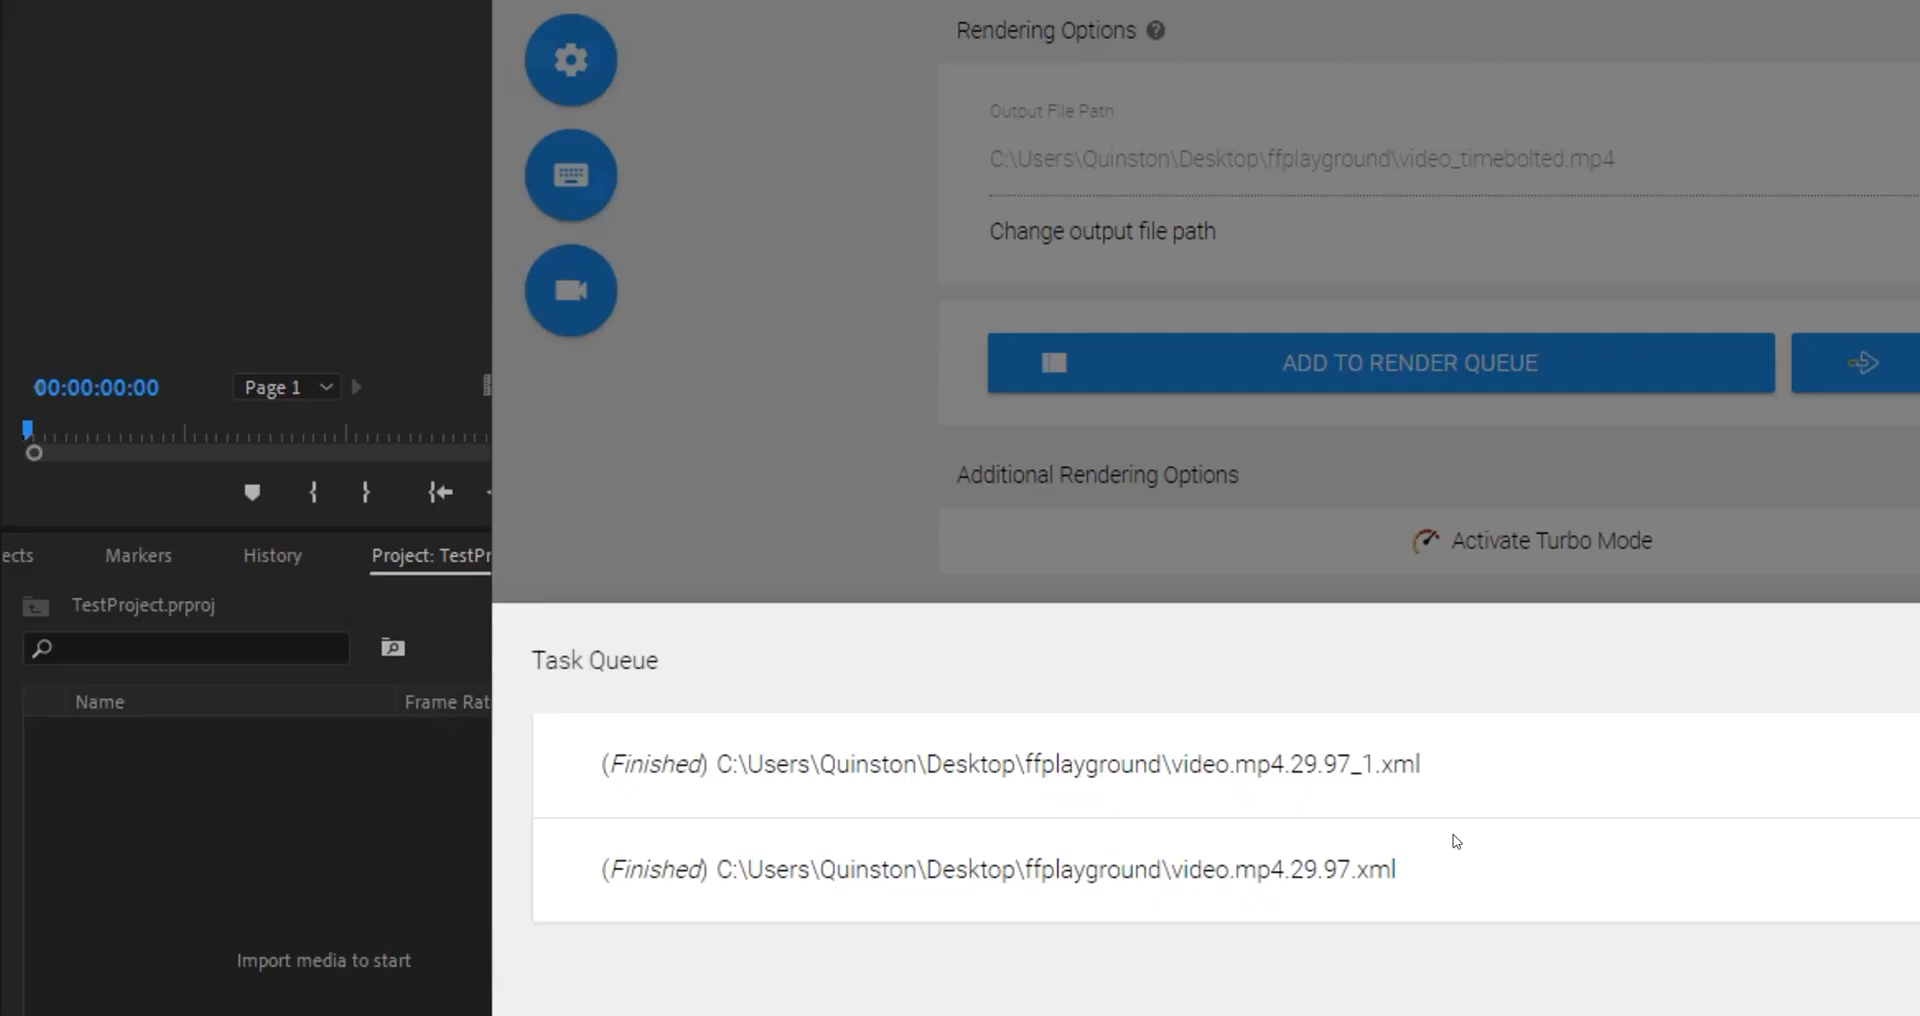 Rendering Options
Output File Path
C:\Users\Quinston\Desktop\ffplayground\video_timebolted.mp4
Change output file path
ADD TO RENDER QUEUE
00:00:00:00
Page 1
Additional Rendering Options
Activate Turbo Mode
ects Markers History Project: TestPr
TestProject.prproj
Name Frame Rat
Import media to start
Task Queue
(Finished) C:\Users\Quinston\Desktop\ffplayground\video.mp4.29.97_1.xml
(Finished) C:\Users\Quinston\Desktop\ffplayground\video.mp4.29.97.xml